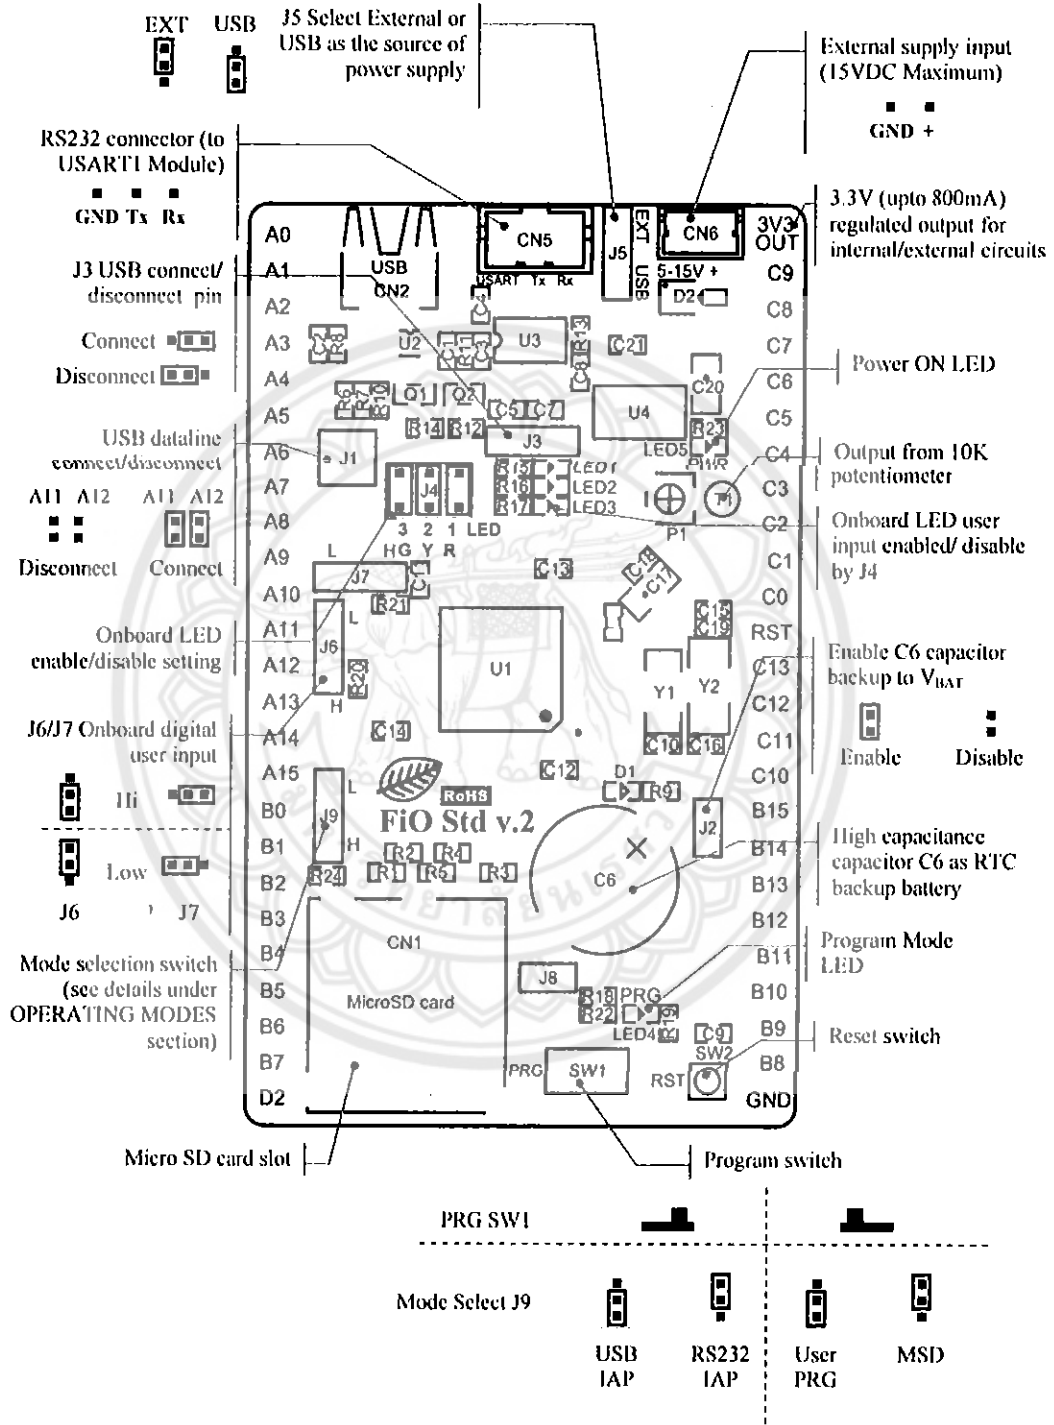 EXT USB
J5 Select External or
USB as the source of
power supply
External supply input
(15VDC Maximum)
GND +
RS232 connector (to
USART1 Module)
GND Tx Rx
3.3V (upto 800mA)
regulated output for
internal/external circuits
J3 USB connect/
disconnect pin
Connect
Disconnect
USB dataline
connect/disconnect
A11 A12 A11 A12
Disconnect Connect
Onboard LED
enable/disable setting
J6/J7 Onboard digital
user input
Hi
Low
J6 J7
Mode selection switch
(see details under
OPERATING MODES
section)
Micro SD card slot
Power ON LED
Output from 10K
potentiometer
Onboard LED user
input enabled/ disable
by J4
Enable C6 capacitor
backup to VBAT
Enable Disable
High capacitance
capacitor C6 as RTC
backup battery
Program Mode
LED
Reset switch
Program switch
A0
A1
A2
A3
A4
A5
A6
A7
A8
A9
A10
A11
A12
A13
A14
A15
B0
B1
B2
B3
B4
B5
B6
B7
D2
3V3
OUT
C9
C8
C7
C6
C5
C4
C3
C2
C1
C0
RST
C13
C12
C11
C10
B15
B14
B13
B12
B11
B10
B9
B8
GND
USB
CN2
CN5
USART Tx Rx
J5
EXT
USB
CN6
5-15V +
D2
C4
C2 R8 U2 C1 R11 C3 U3 R13 C8 C21
R6 R7 R10 Q1 Q2 C5 C7 U4 C20
R14 R12 J3 R23
LED5 PWR
J1 J4 R15 LED1
R16 LED2
R17 LED3
P1
3 2 1 LED
H G Y R
L
J7 C11 C13 C18 C17
R21
L
J6
R20
H
U1
C15
C19
Y1 Y2
C14 C10 C16
C12 D1 R9
L
J9
H
RoHS
FiO Std v.2
J2
R2 R4
R24 R1 R5 R3
C6
CN1
MicroSD card
J8
R18 PRG
R22
LED4 R19 C9
SW2
PRG SW1 RST
PRG SW1
Mode Select J9
USB
IAP
RS232
IAP
User
PRG
MSD